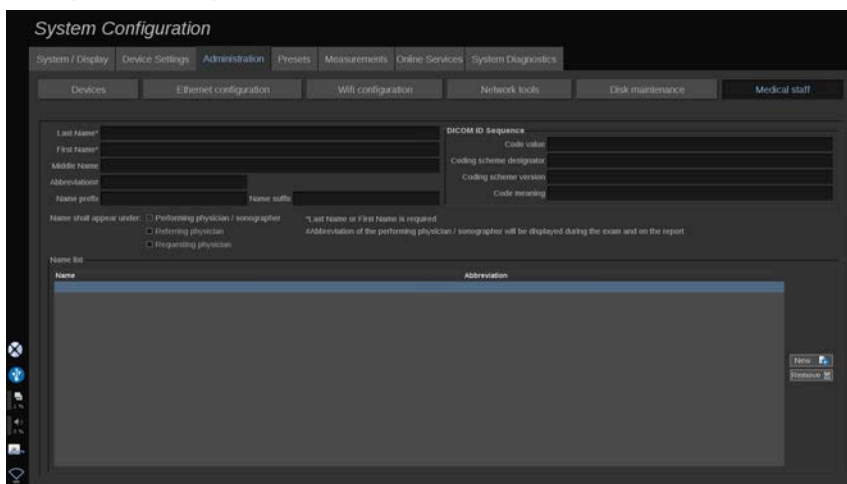 System Configuration
System / Display Device Settings Administration Presets Measurements Online Services System Diagnostics
Devices Ethernet configuration Wifi configuration Network tools Disk maintenance Medical staff
Last Name*
First Name*
Middle Name
Abbreviation#
Name prefix Name suffix
DICOM ID Sequence
Code value
Coding scheme designator
Coding scheme version
Code meaning
Name shall appear under: Performing physician / sonographer
Referring physician
Requesting physician
*Last Name or First Name is required
#Abbreviation of the performing physician / sonographer will be displayed during the exam and on the report
Name list
Name Abbreviation
New
Remove